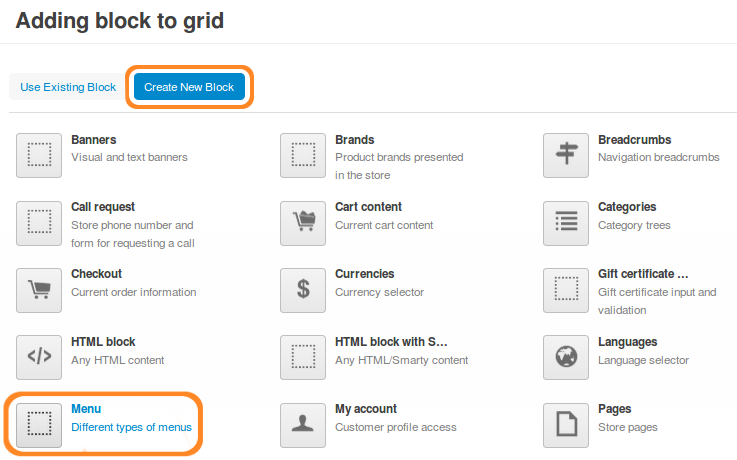 Adding block to grid
Use Existing Block
Create New Block
Banners
Visual and text banners
Brands
Product brands presented
in the store
Breadcrumbs
Navigation breadcrumbs
Call request
Store phone number and
form for requesting a call
Cart content
Current cart content
Categories
Category trees
Checkout
Current order information
Currencies
Currency selector
Gift certificate ...
Gift certificate input and
validation
HTML block
Any HTML content
HTML block with S...
Any HTML/Smarty content
Languages
Language selector
Menu
Different types of menus
My account
Customer profile access
Pages
Store pages